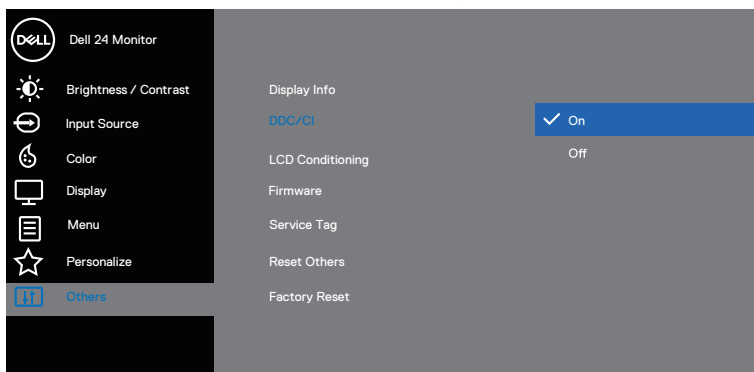 DELL
Dell 24 Monitor
Brightness / Contrast
Input Source
Color
Display
Menu
Personalize
Others
Display Info
DDC/CI
LCD Conditioning
Firmware
Service Tag
Reset Others
Factory Reset
On
Off